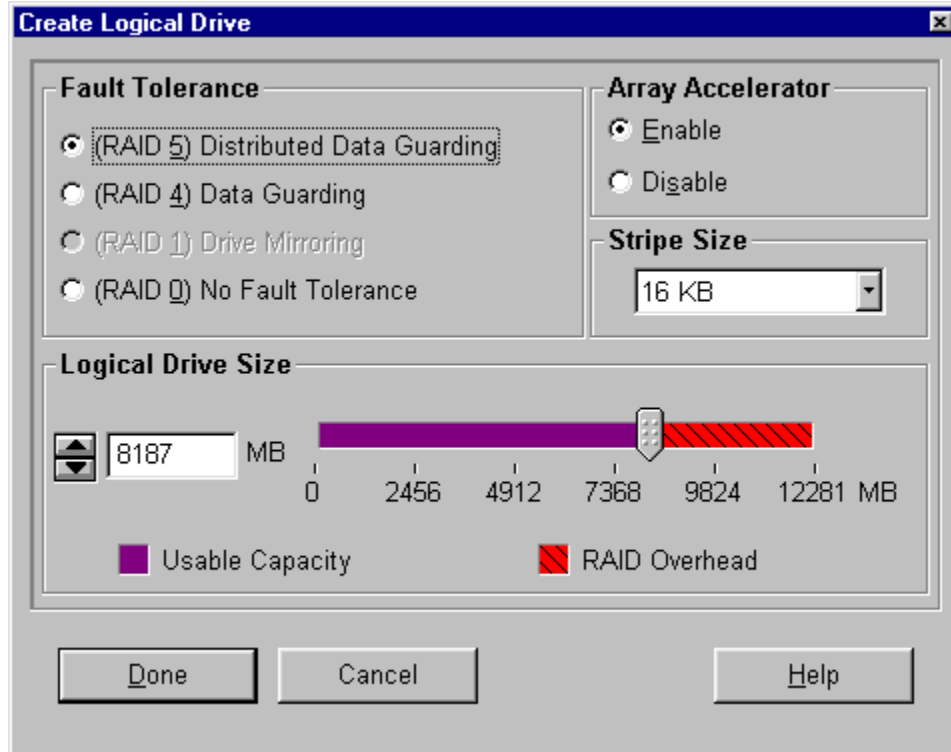 Create Logical Drive
Fault Tolerance
(RAID 5) Distributed Data Guarding
(RAID 4) Data Guarding
(RAID 1) Drive Mirroring
(RAID 0) No Fault Tolerance
Array Accelerator
Enable
Disable
Stripe Size
16 KB
Logical Drive Size
8187 MB
0 2456 4912 7368 9824 12281 MB
Usable Capacity RAID Overhead
Done Cancel Help